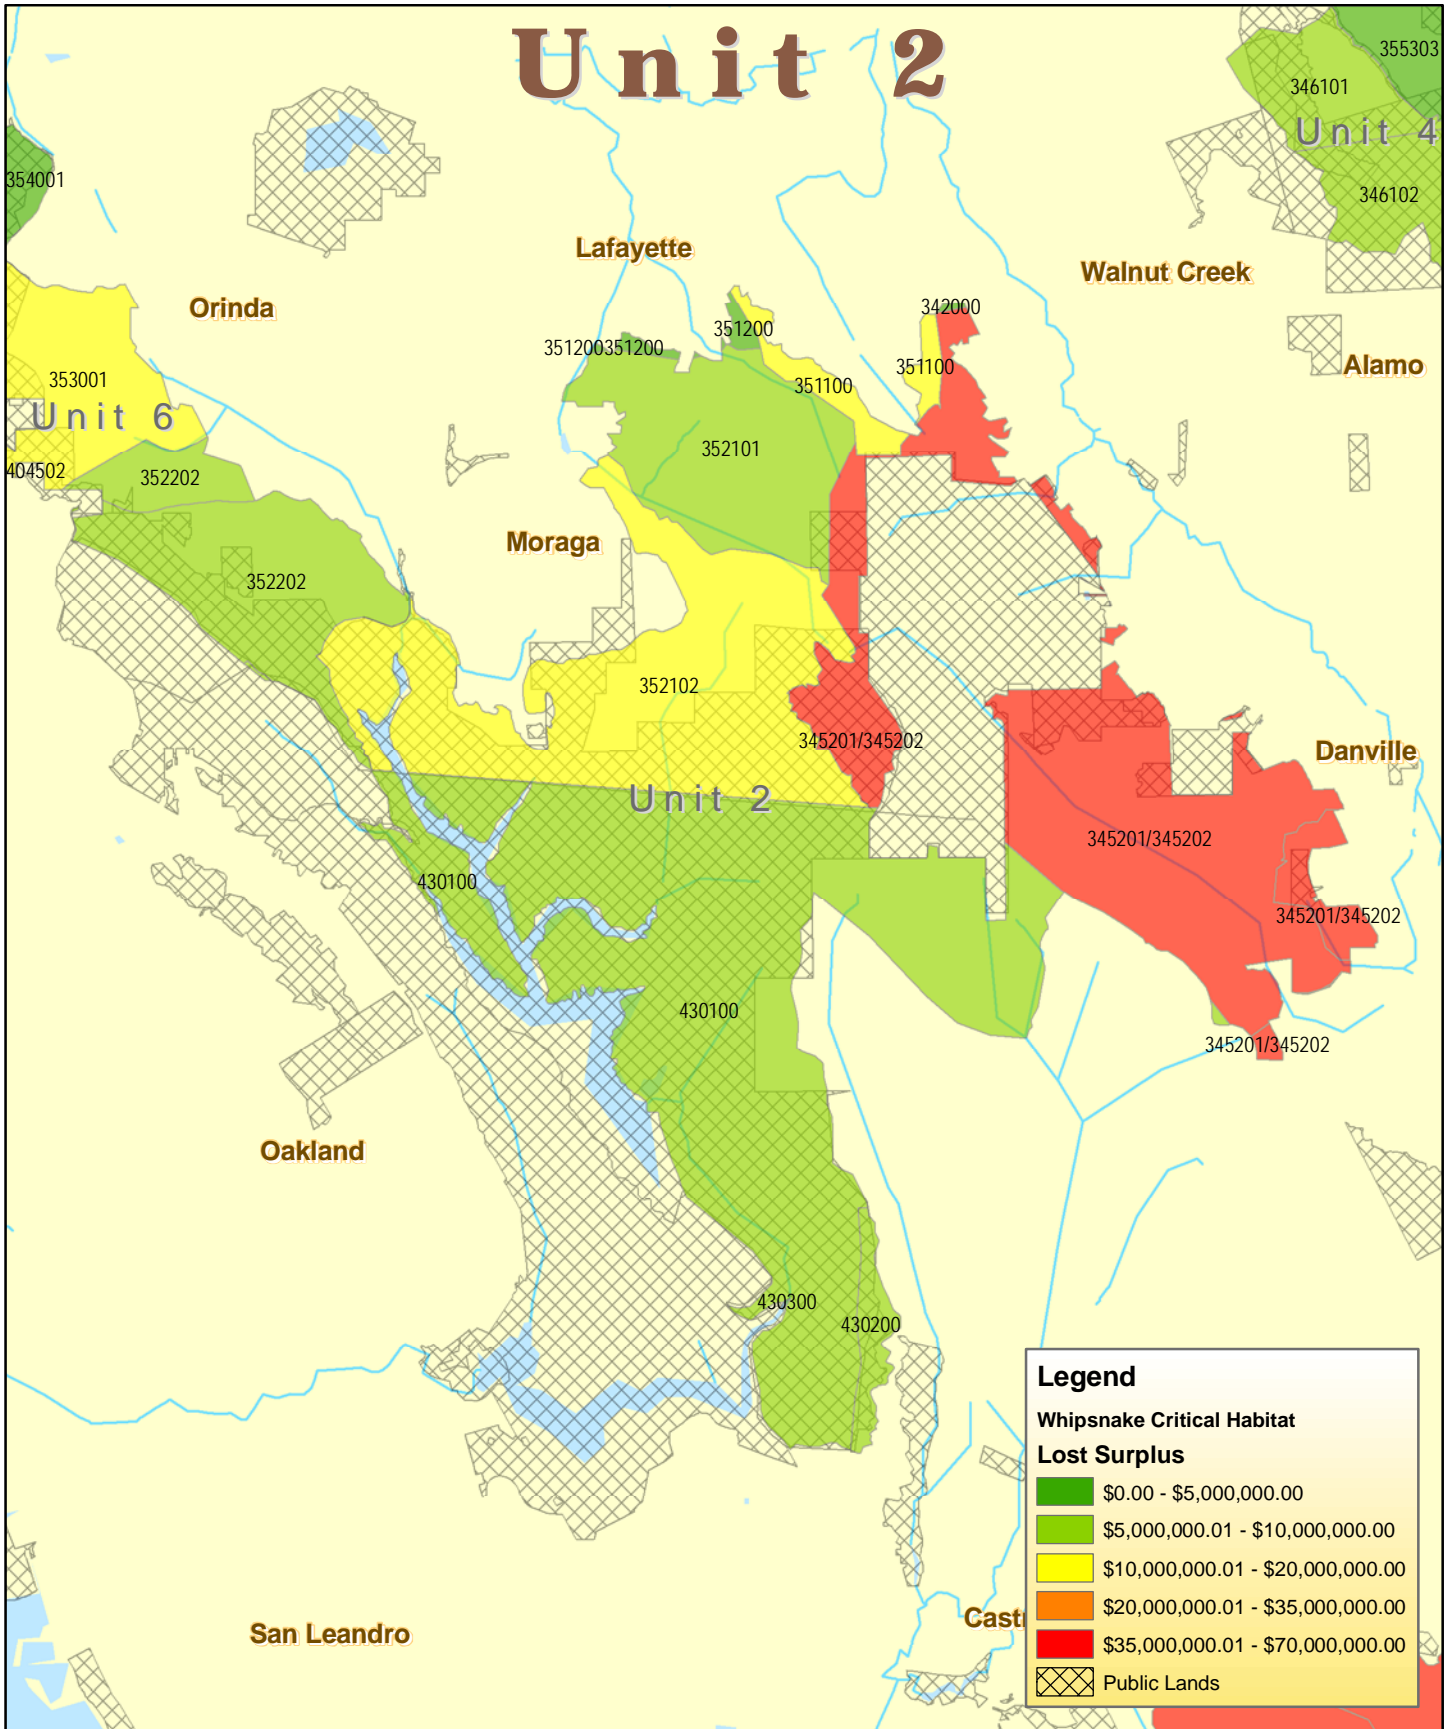 Unit 2
355303
346101
Unit 4
354001
346102
Lafayette
Walnut Creek
Orinda
342000
351200
351200351200
Alamo
351100
353001
351100
Unit 6
352101
404502
352202
Moraga
352202
352102
345201/345202
Danville
Unit 2
345201/345202
430100
345201/345202
430100
345201/345202
Oakland
430300
430200
Legend
Whipsnake Critical Habitat
Lost Surplus
$0.00 - $5,000,000.00
$5,000,000.01 - $10,000,000.00
$10,000,000.01 - $20,000,000.00
$20,000,000.01 - $35,000,000.00
$35,000,000.01 - $70,000,000.00
Public Lands
Cast
San Leandro